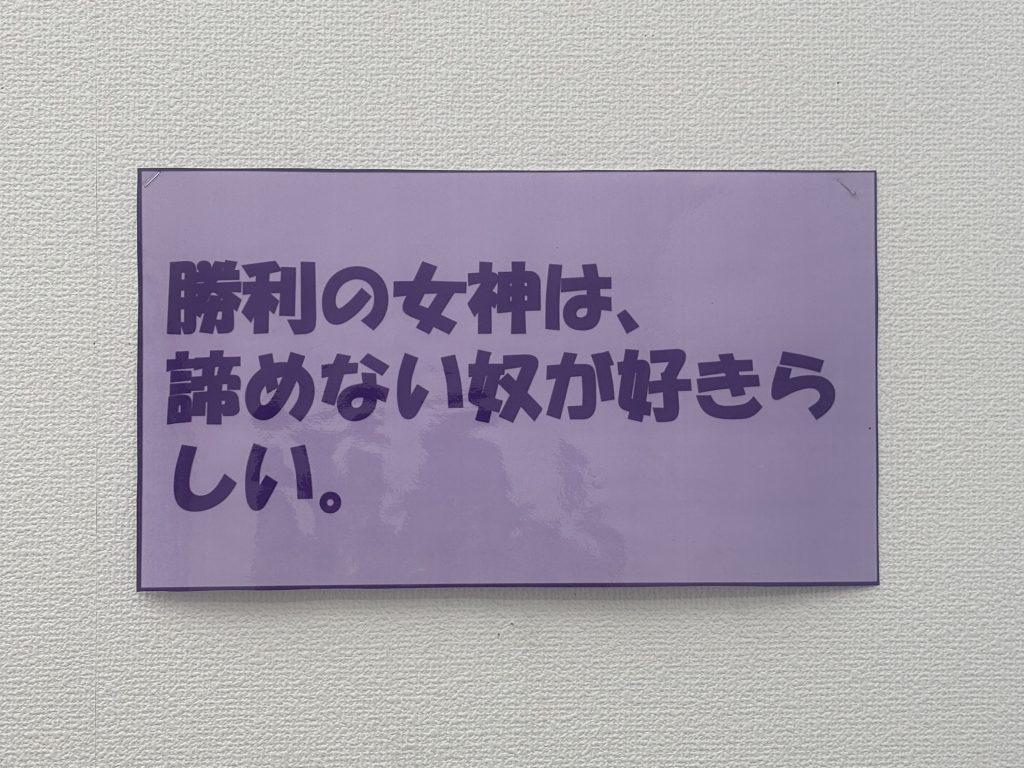 勝利の女神は、
諦めない奴が好きら
しい。